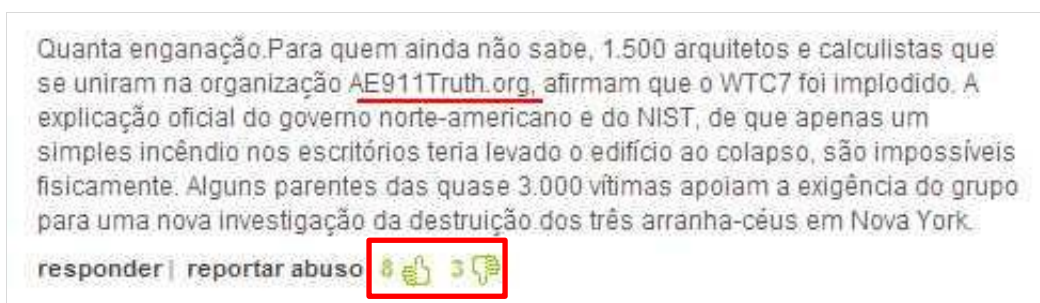 Quanta enganação.Para quem ainda não sabe, 1.500 arquitetos e calculistas que
se uniram na organização AE911Truth.org, afirmam que o WTC7 foi implodido. A
explicação oficial do governo norte-americano e do NIST, de que apenas um
simples incêndio nos escritórios teria levado o edifício ao colapso, são impossíveis
fisicamente. Alguns parentes das quase 3.000 vítimas apoiam a exigência do grupo
para uma nova investigação da destruição dos três arranha-céus em Nova York.
responder | reportar abuso 8 3